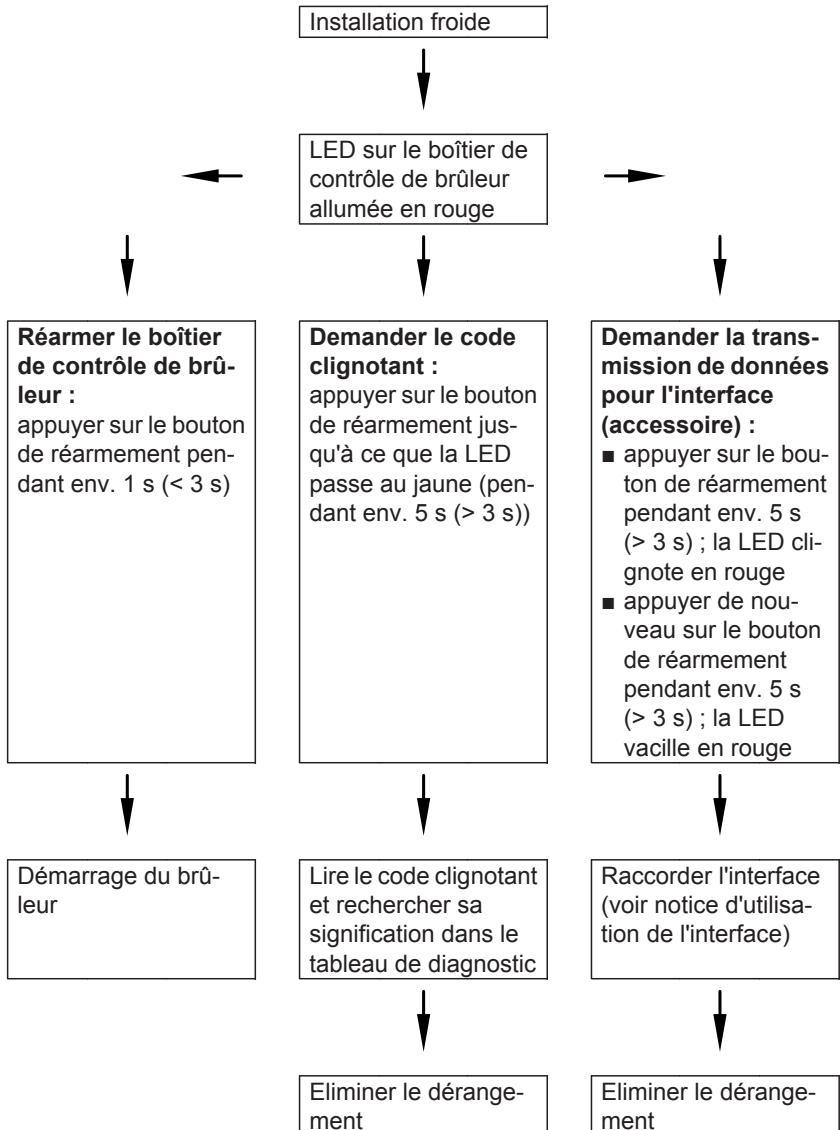 Installation froide
LED sur le boîtier de
contrôle de brûleur
allumée en rouge
Réarmer le boîtier
de contrôle de brû-
leur :
appuyer sur le bouton
de réarmement pen-
dant env. 1 s (< 3 s)
Demander le code
clignotant :
appuyer sur le bouton
de réarmement jus-
qu'à ce que la LED
passe au jaune (pen-
dant env. 5 s (> 3 s))
Demander la trans-
mission de données
pour l'interface
(accessoire) :
■ appuyer sur le bou-
ton de réarmement
pendant env. 5 s
(> 3 s) ; la LED cli-
gnote en rouge
■ appuyer de nou-
veau sur le bouton
de réarmement
pendant env. 5 s
(> 3 s) ; la LED
vacille en rouge
Démarrage du brû-
leur
Lire le code clignotant
et rechercher sa
signification dans le
tableau de diagnostic
Raccorder l'interface
(voir notice d'utilisa-
tion de l'interface)
Eliminer le dérange-
ment
Eliminer le dérange-
ment